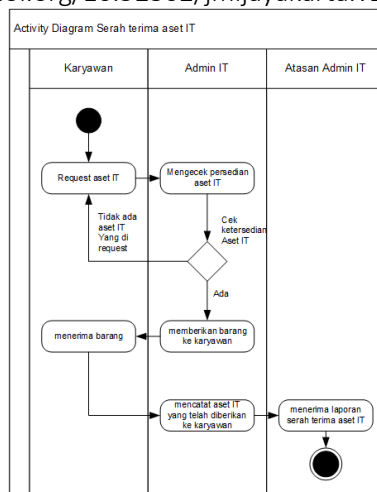 Activity Diagram Serah terima aset IT
Karyawan
Admin IT
Atasan Admin IT
Request aset IT
Mengecek persedian
aset IT
Tidak ada
aset IT
Yang di
request
Cek
ketersedian
Aset IT
Ada
menerima barang
memberikan barang
ke karyawan
mencatat aset IT
yang telah diberikan
ke karyawan
menerima laporan
serah terima aset IT